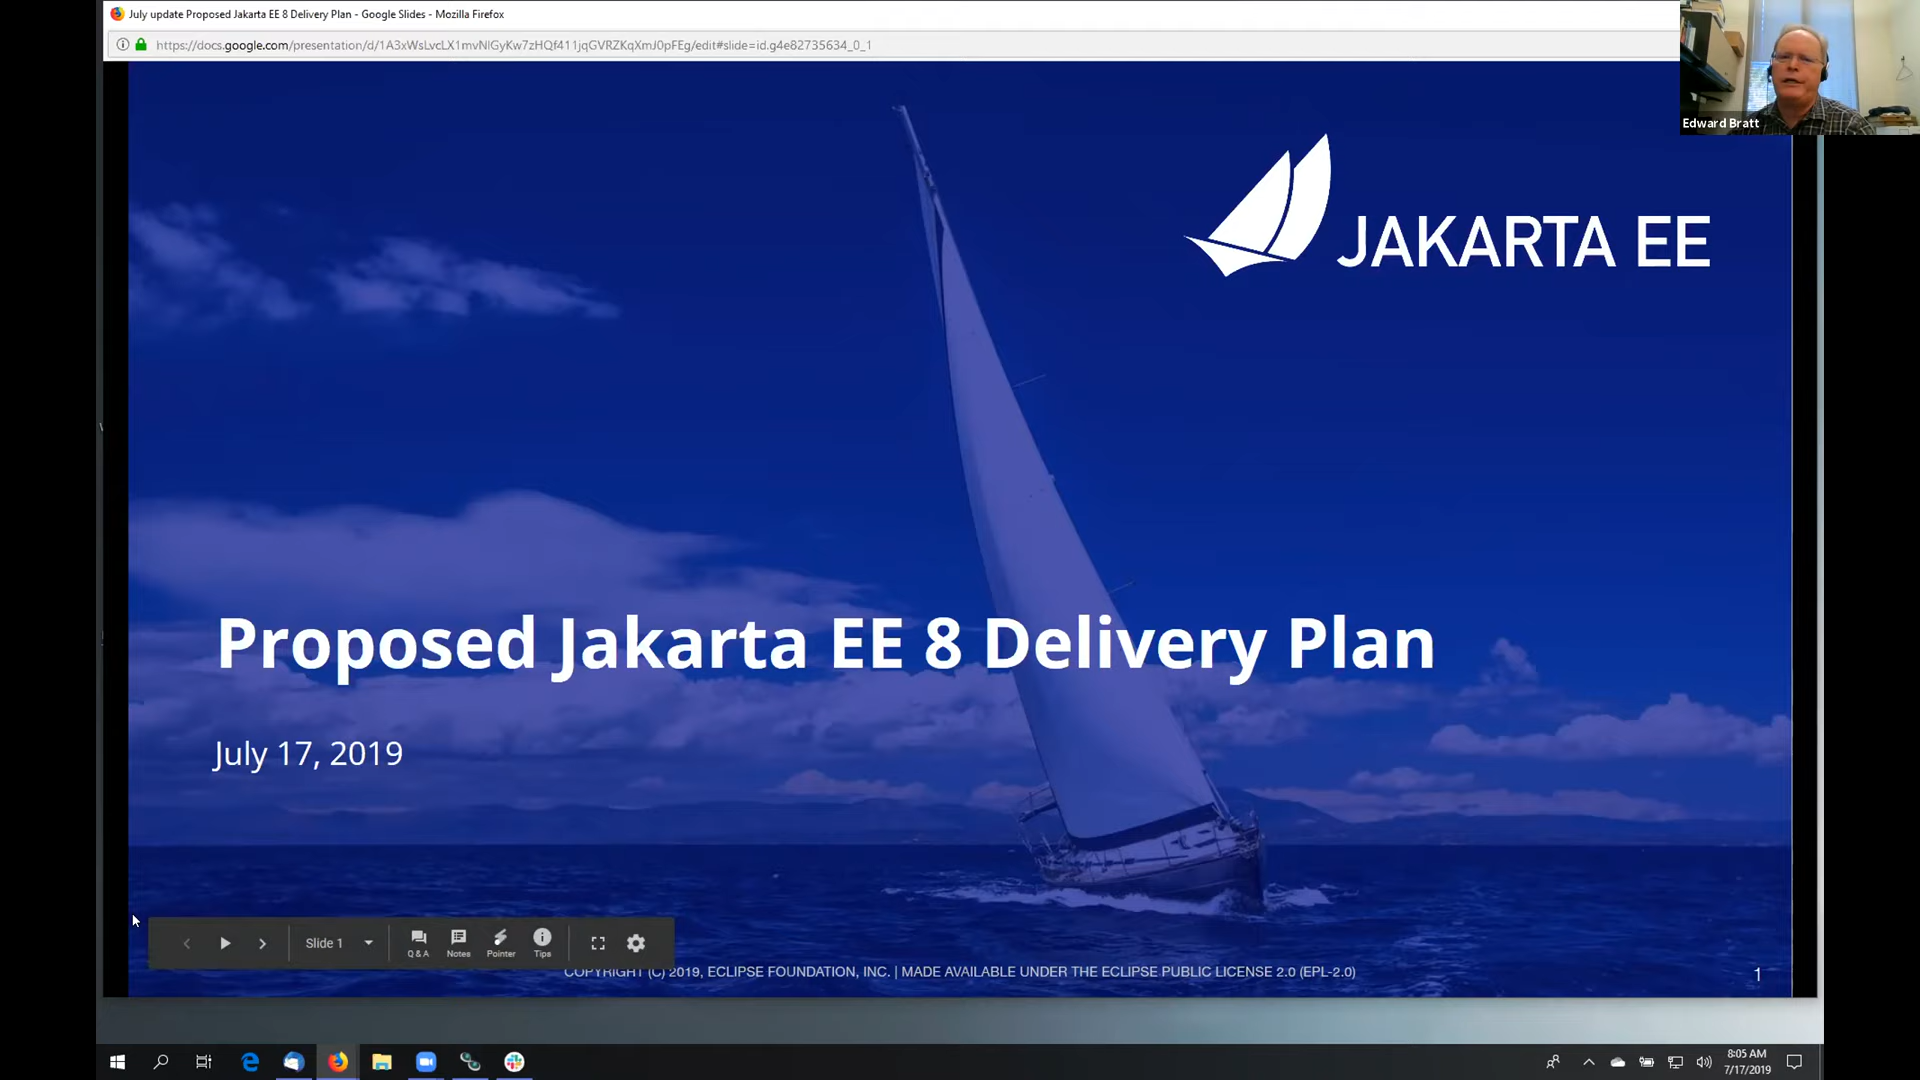 July update Proposed Jakarta EE 8 Delivery Plan - Google Slides - Mozilla Firefox
https://docs.google.com/presentation/d/1A3xWsLvcLX1mvNlGyKw7zHQf411jqGVRZKqXmJ0pFEg/edit#slide=id.g4e82735634_0_1
Edward Bratt
JAKARTA EE
Proposed Jakarta EE 8 Delivery Plan
July 17, 2019
Slide 1
Q & A
Notes
Pointer
Tips
COPYRIGHT (C) 2019, ECLIPSE FOUNDATION, INC. | MADE AVAILABLE UNDER THE ECLIPSE PUBLIC LICENSE 2.0 (EPL-2.0)
1
8:05 AM
7/17/2019